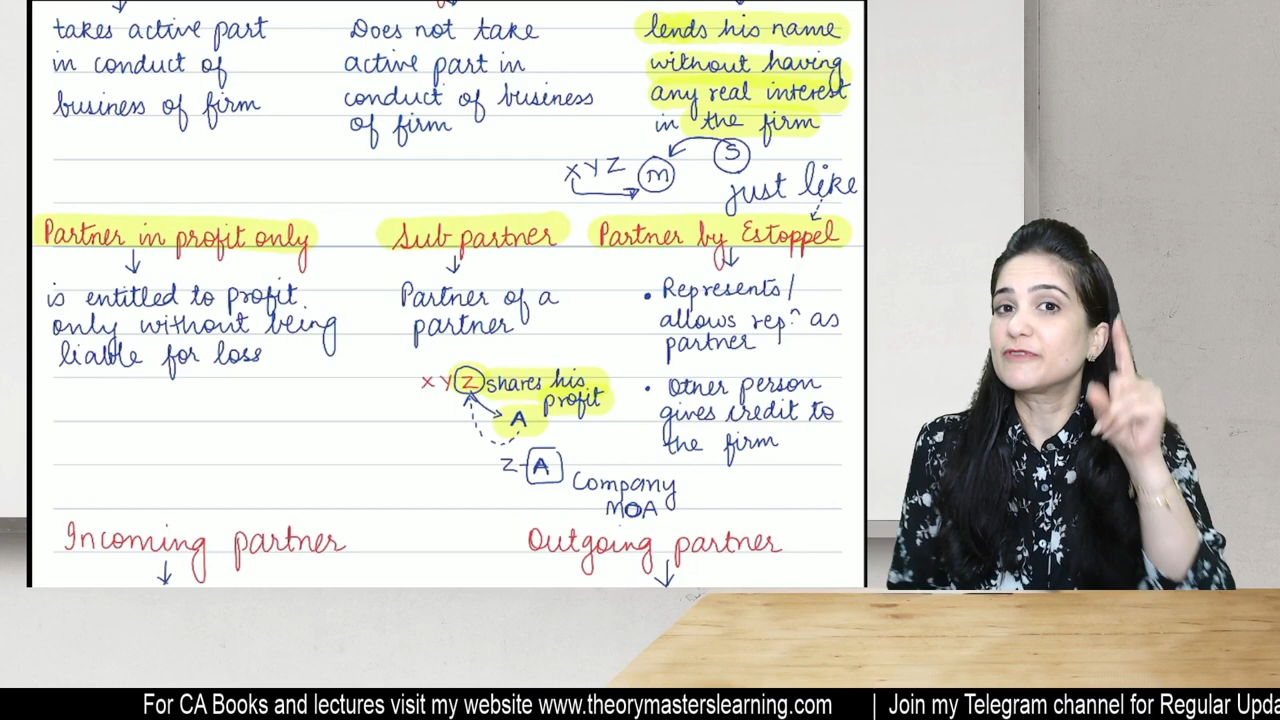 takes active part
in conduct of
business of firm
Does not take
active part in
conduct of business
of firm
lends his name
without having
any real interest
in the firm
X Y Z
m
S
just like
Partner in profit only
is entitled to profit
only without being
liable for loss
Sub partner
Partner of a
partner
X Y Z shares his
profit
A
Z - A
Company
MOA
Partner by Estoppel
• Represents/
allows repn as
partner
• Other person
gives credit to
the firm
Incoming partner
Outgoing partner
For CA Books and lectures visit my website www.theorymasterslearning.com | Join my Telegram channel for Regular Upda